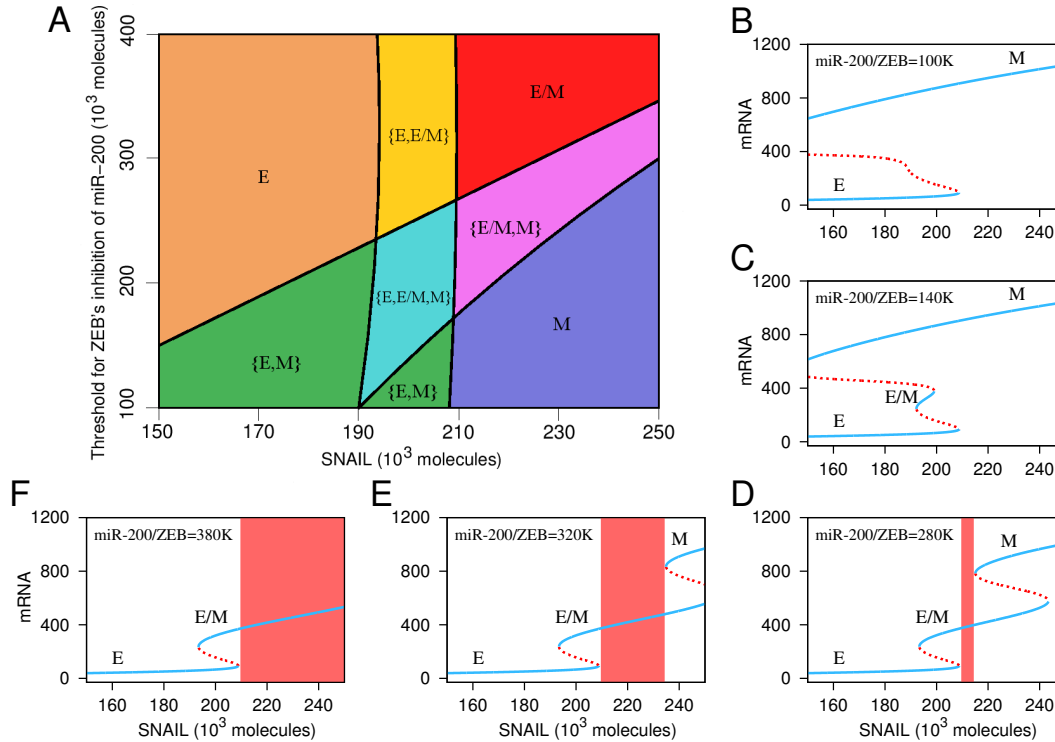 A
Threshold for ZEB's inhibition of miR−200 (10³ molecules)
400
300
200
100
E
{E,E/M}
E/M
{E/M,M}
{E,E/M,M}
{E,M}
{E,M}
M
150 170 190 210 230 250
SNAIL (10³ molecules)
B
miR-200/ZEB=100K
M
E
mRNA
1200
800
400
0
160 180 200 220 240
C
miR-200/ZEB=140K
M
E/M
E
mRNA
1200
800
400
0
160 180 200 220 240
F
miR-200/ZEB=380K
E/M
E
mRNA
1200
800
400
0
160 180 200 220 240
SNAIL (10³ molecules)
E
miR-200/ZEB=320K
M
E/M
E
1200
800
400
0
160 180 200 220 240
SNAIL (10³ molecules)
D
miR-200/ZEB=280K
M
E/M
E
1200
800
400
0
160 180 200 220 240
SNAIL (10³ molecules)